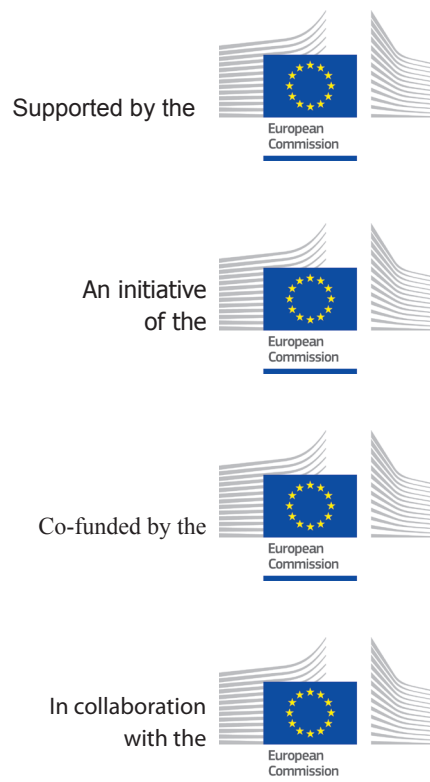 Supported by the
European
Commission
An initiative
of the
European
Commission
Co-funded by the
European
Commission
In collaboration
with the
European
Commission